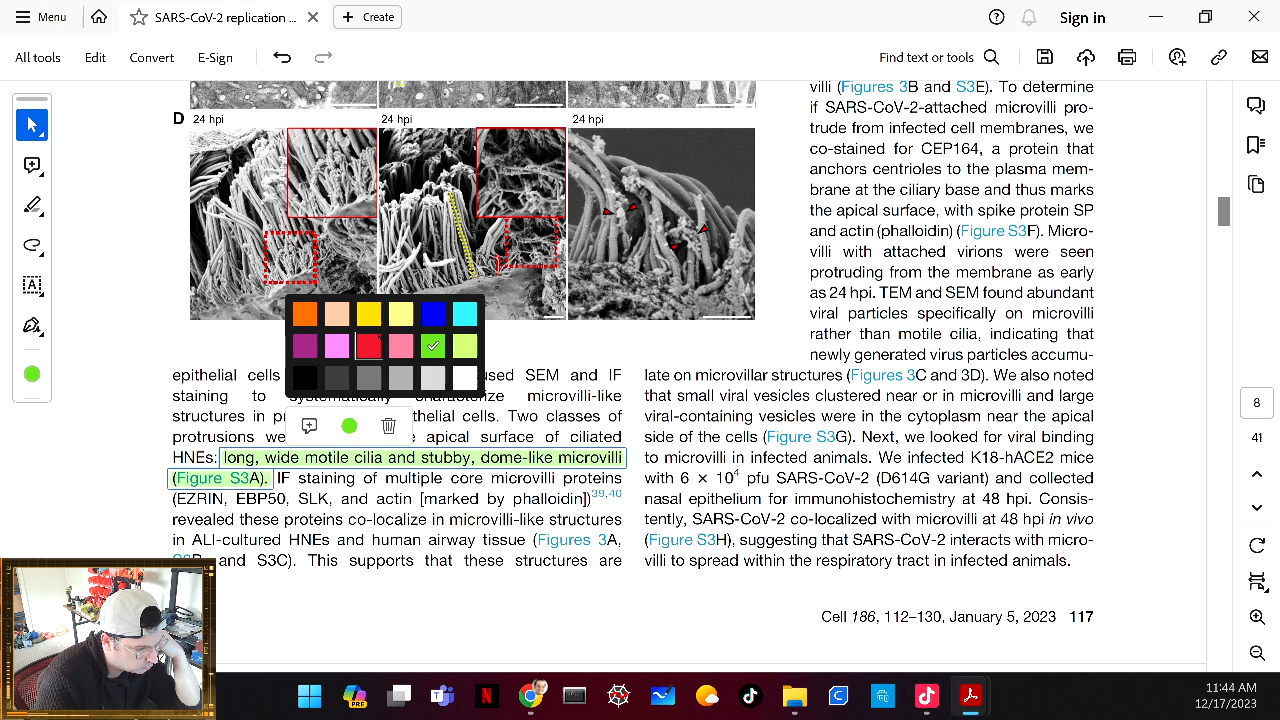 Menu
SARS-CoV-2 replication ...
Create
Sign in
All tools
Edit
Convert
E-Sign
Find text or tools
D
24 hpi
24 hpi
24 hpi
epithelial cells
used SEM and IF
staining to systematically characterize microvilli-like
structures in
thelial cells. Two classes of
protrusions
apical surface of ciliated
HNEs: long, wide motile cilia and stubby, dome-like microvilli
(Figure S3A). IF staining of multiple core microvilli proteins
(EZRIN, EBP50, SLK, and actin [marked by phalloidin])39,40
revealed these proteins co-localize in microvilli-like structures
in ALI-cultured HNEs and human airway tissue (Figures 3A,
and S3C). This supports that these structures are
villi (Figures 3B and S3E). To determine
if SARS-CoV-2-attached microvilli pro-
trude from infected cell membranes, we
co-stained for CEP164, a protein that
anchors centrioles to the plasma mem-
brane at the ciliary base and thus marks
the apical surface, with spike protein SP
and actin (phalloidin) (Figure S3F). Micro-
villi with attached virions were seen
protruding from the membrane as early
as 24 hpi. TEM and SEM found abundant
viral particles specifically on microvilli
rather than motile cilia, indicating that
newly generated virus particles accumu-
late on microvillar structures (Figures 3C and 3D). We also noted
that small viral vesicles clustered near or in microvilli and large
viral-containing vesicles were in the cytoplasm near the apical
side of the cells (Figure S3G). Next, we looked for viral binding
to microvilli in infected animals. We infected K18-hACE2 mice
with 6 × 10⁴ pfu SARS-CoV-2 (D614G variant) and collected
nasal epithelium for immunohistochemistry at 48 hpi. Consis-
tently, SARS-CoV-2 co-localized with microvilli at 48 hpi in vivo
(Figure S3H), suggesting that SARS-CoV-2 interacts with micro-
villi to spread within the respiratory tract in infected animals.
Cell 186, 112–130, January 5, 2023 117
8
41
PRE
11:44 AM
12/17/2023